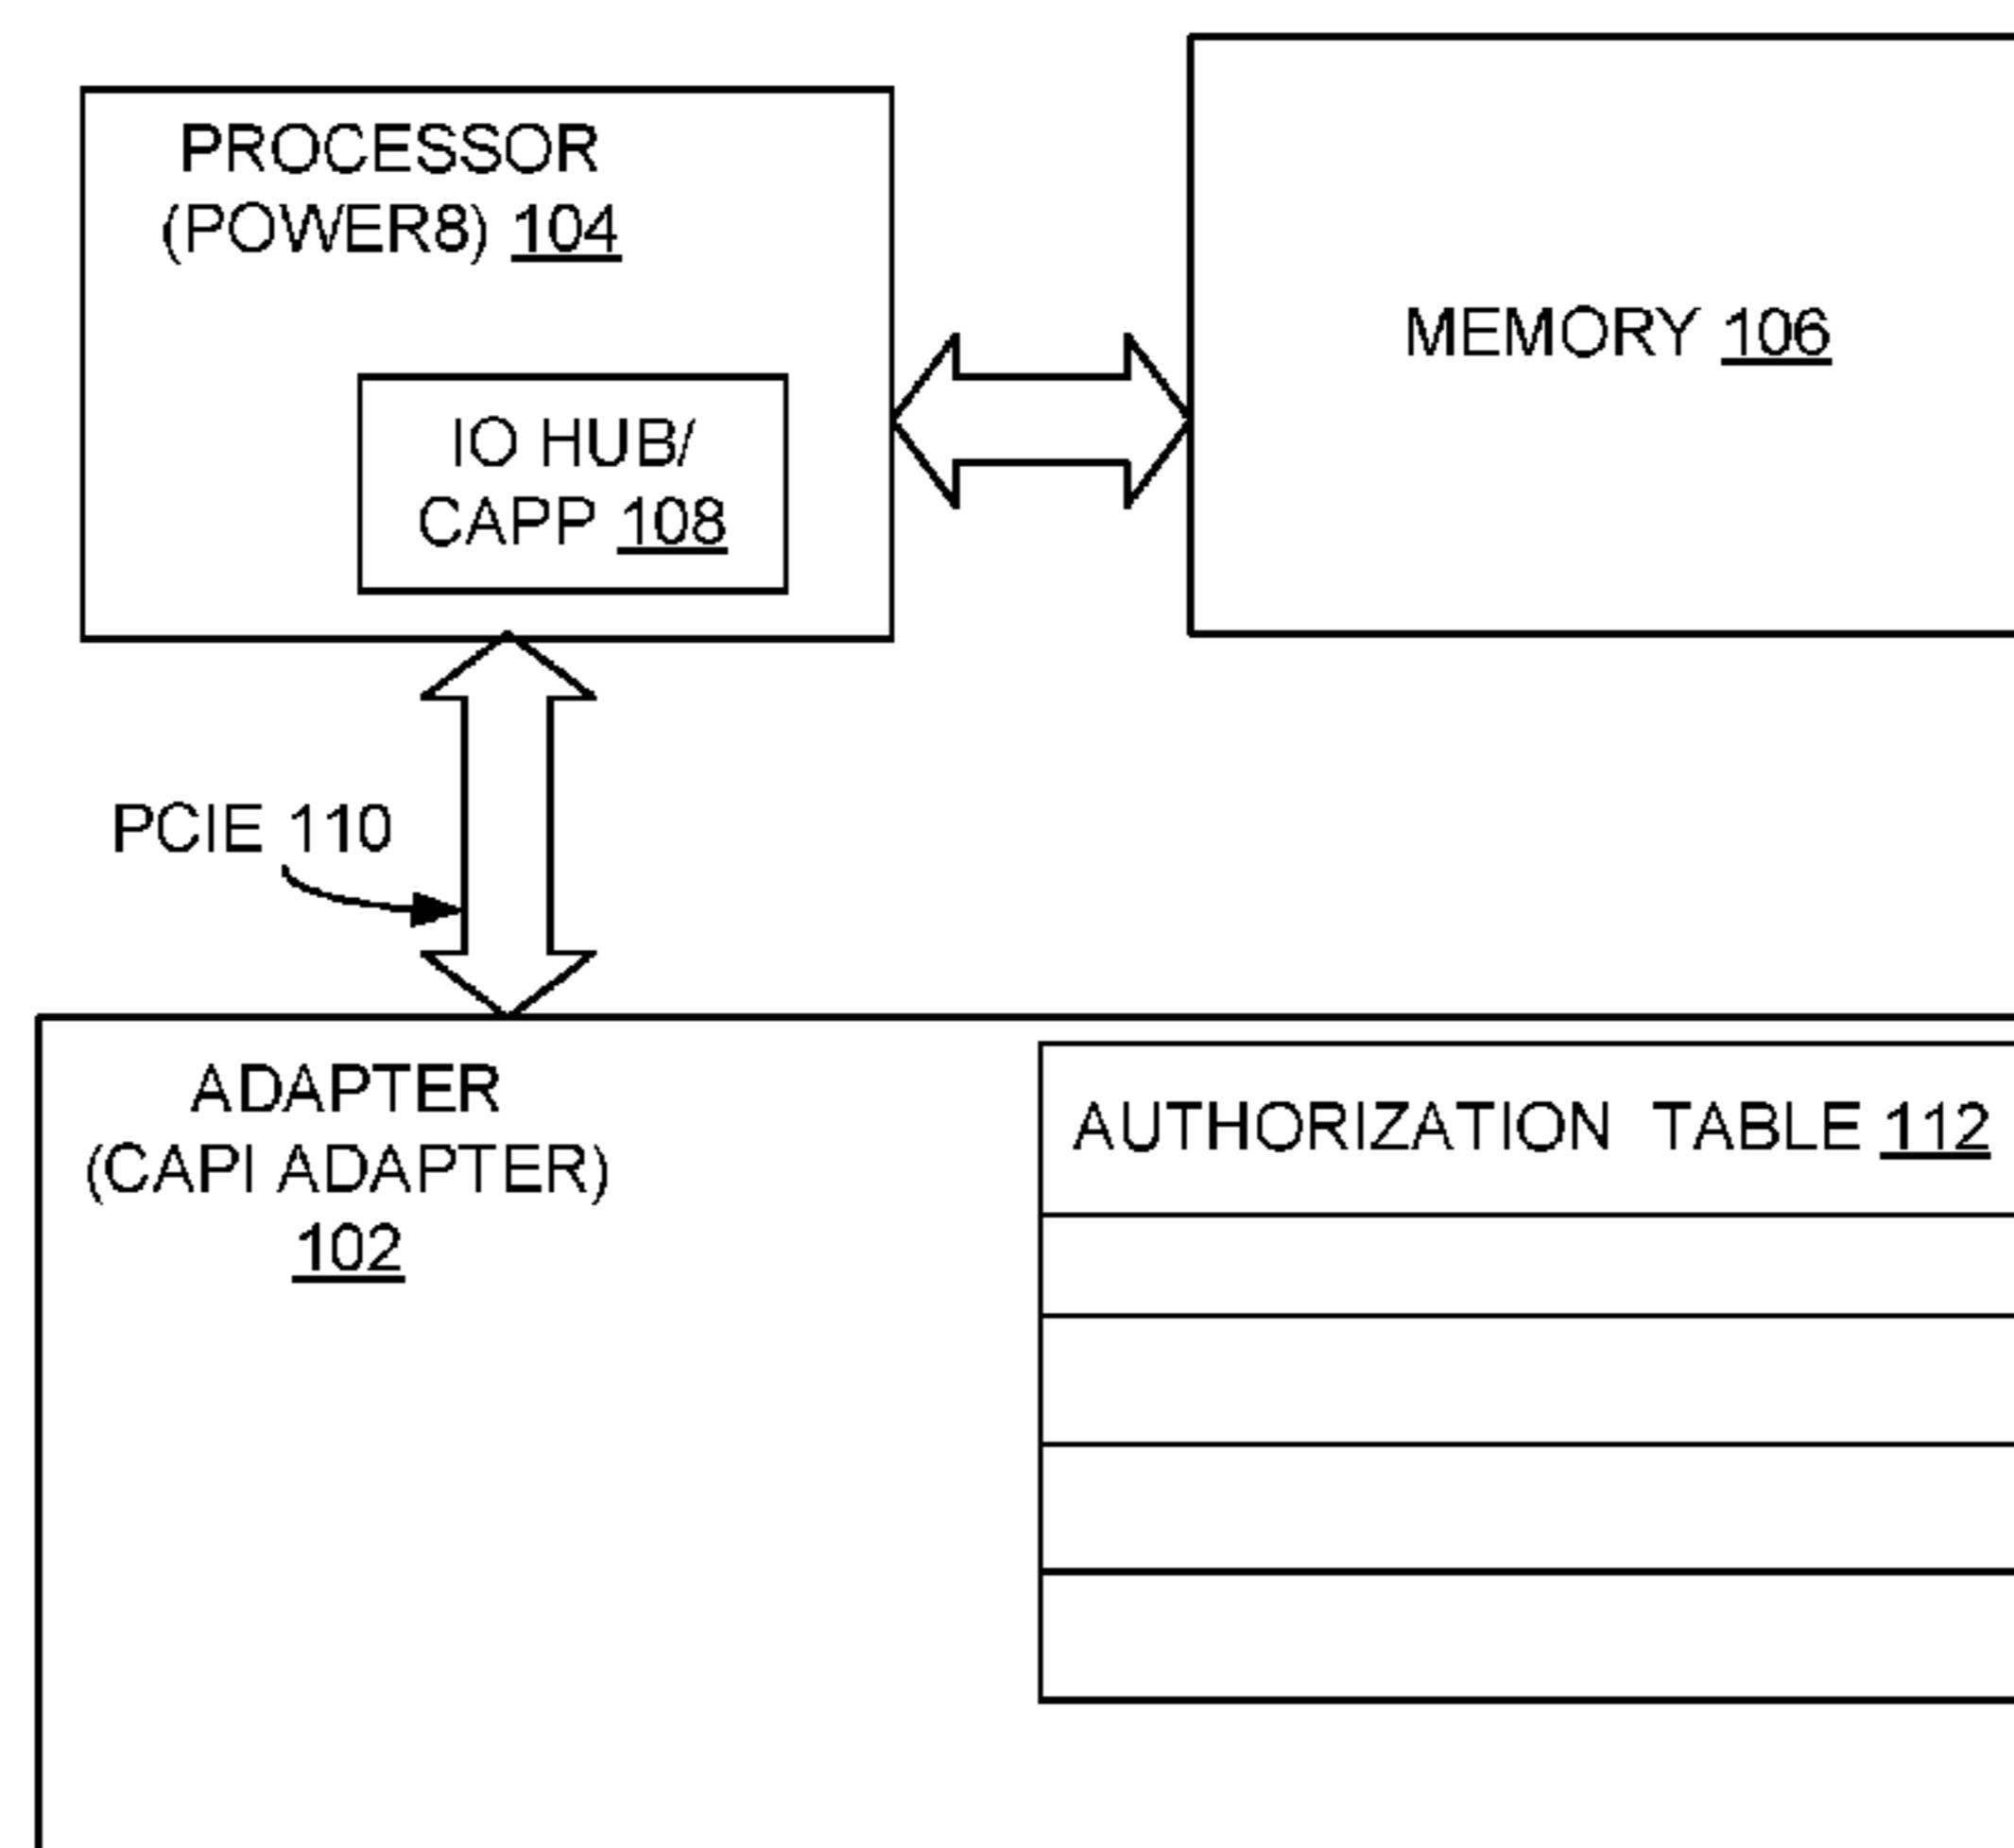 PROCESSOR
(POWER8) 104
IO HUB/
CAPP 108
MEMORY 106
PCIE 110
ADAPTER
(CAPI ADAPTER)
102
AUTHORIZATION TABLE 112